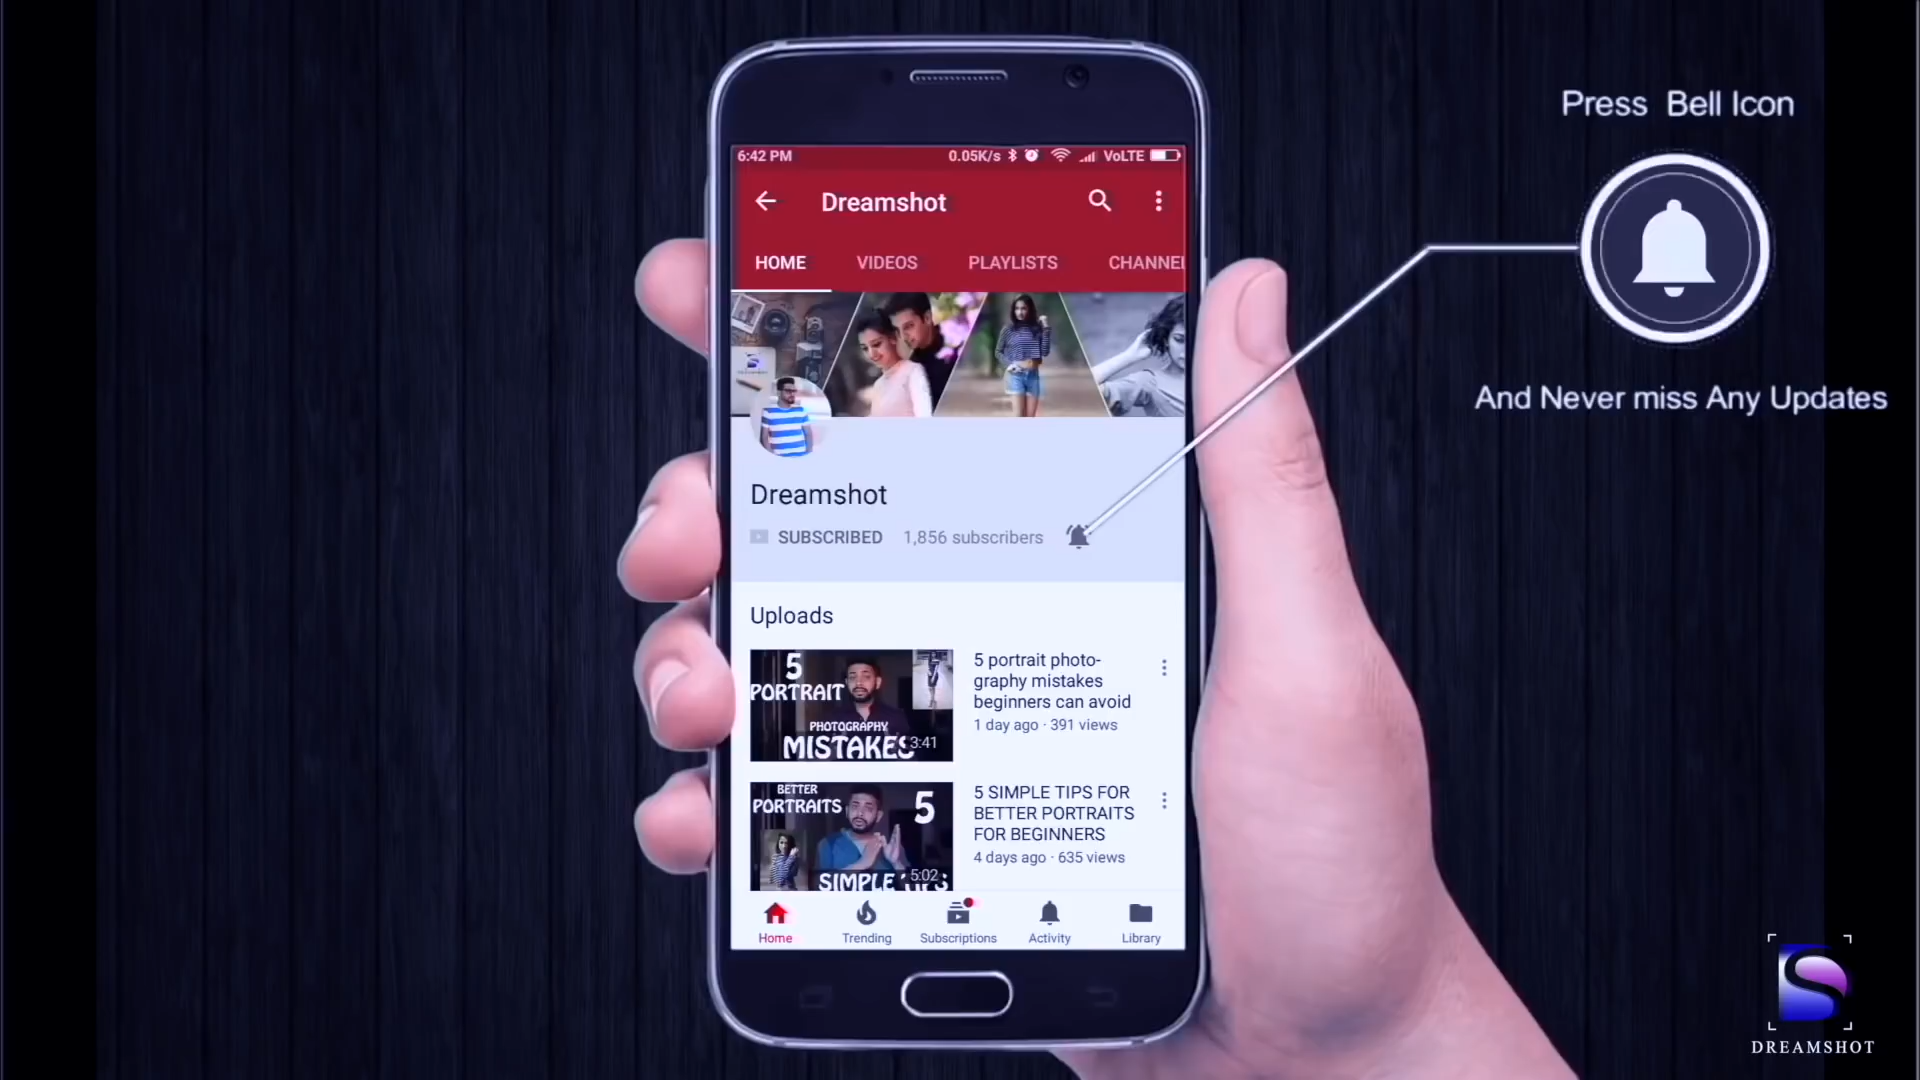 Press Bell Icon
And Never miss Any Updates
6:42 PM
0.05K/s
VoLTE
Dreamshot
HOME
VIDEOS
PLAYLISTS
CHANNEL
Dreamshot
SUBSCRIBED
1,856 subscribers
Uploads
5
PORTRAIT
PHOTOGRAPHY
MISTAKES
3:41
5 portrait photo-
graphy mistakes
beginners can avoid
1 day ago · 391 views
BETTER
PORTRAITS
5
SIMPLE TIPS
5:02
5 SIMPLE TIPS FOR
BETTER PORTRAITS
FOR BEGINNERS
4 days ago · 635 views
Home
Trending
Subscriptions
Activity
Library
DREAMSHOT